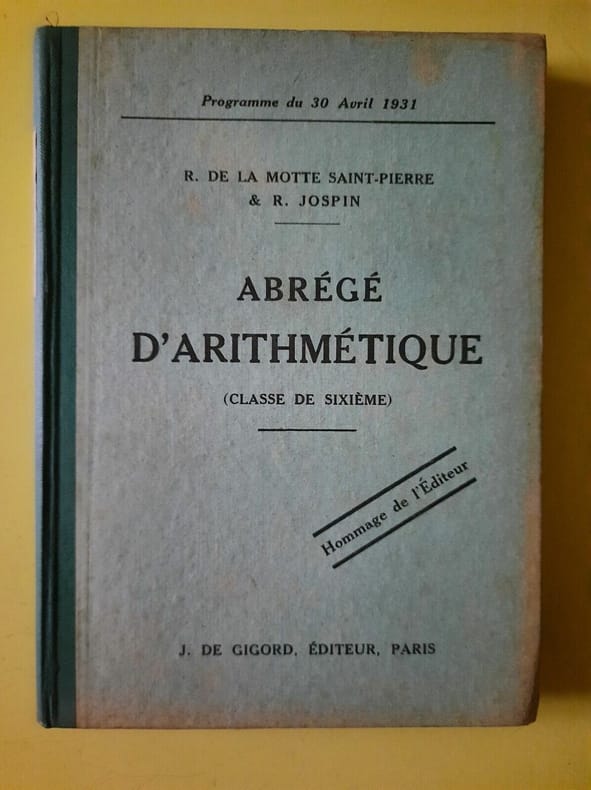 Programme du 30 Avril 1931
R. DE LA MOTTE SAINT-PIERRE
& R. JOSPIN
ABRÉGÉ
D'ARITHMÉTIQUE
(CLASSE DE SIXIÈME)
Hommage de l'Éditeur
J. DE GIGORD, ÉDITEUR, PARIS